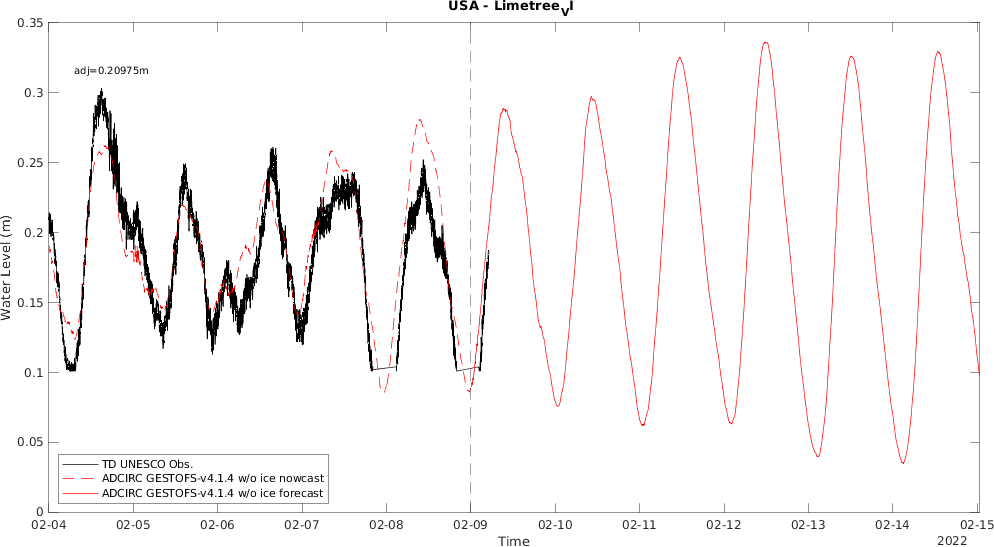 USA - Limetree_VI
adj=0.20975m
Water Level (m)
0.35
0.3
0.25
0.2
0.15
0.1
0.05
0
TD UNESCO Obs.
ADCIRC GESTOFS-v4.1.4 w/o ice nowcast
ADCIRC GESTOFS-v4.1.4 w/o ice forecast
02-04 02-05 02-06 02-07 02-08 02-09 02-10 02-11 02-12 02-13 02-14 02-15
Time
2022